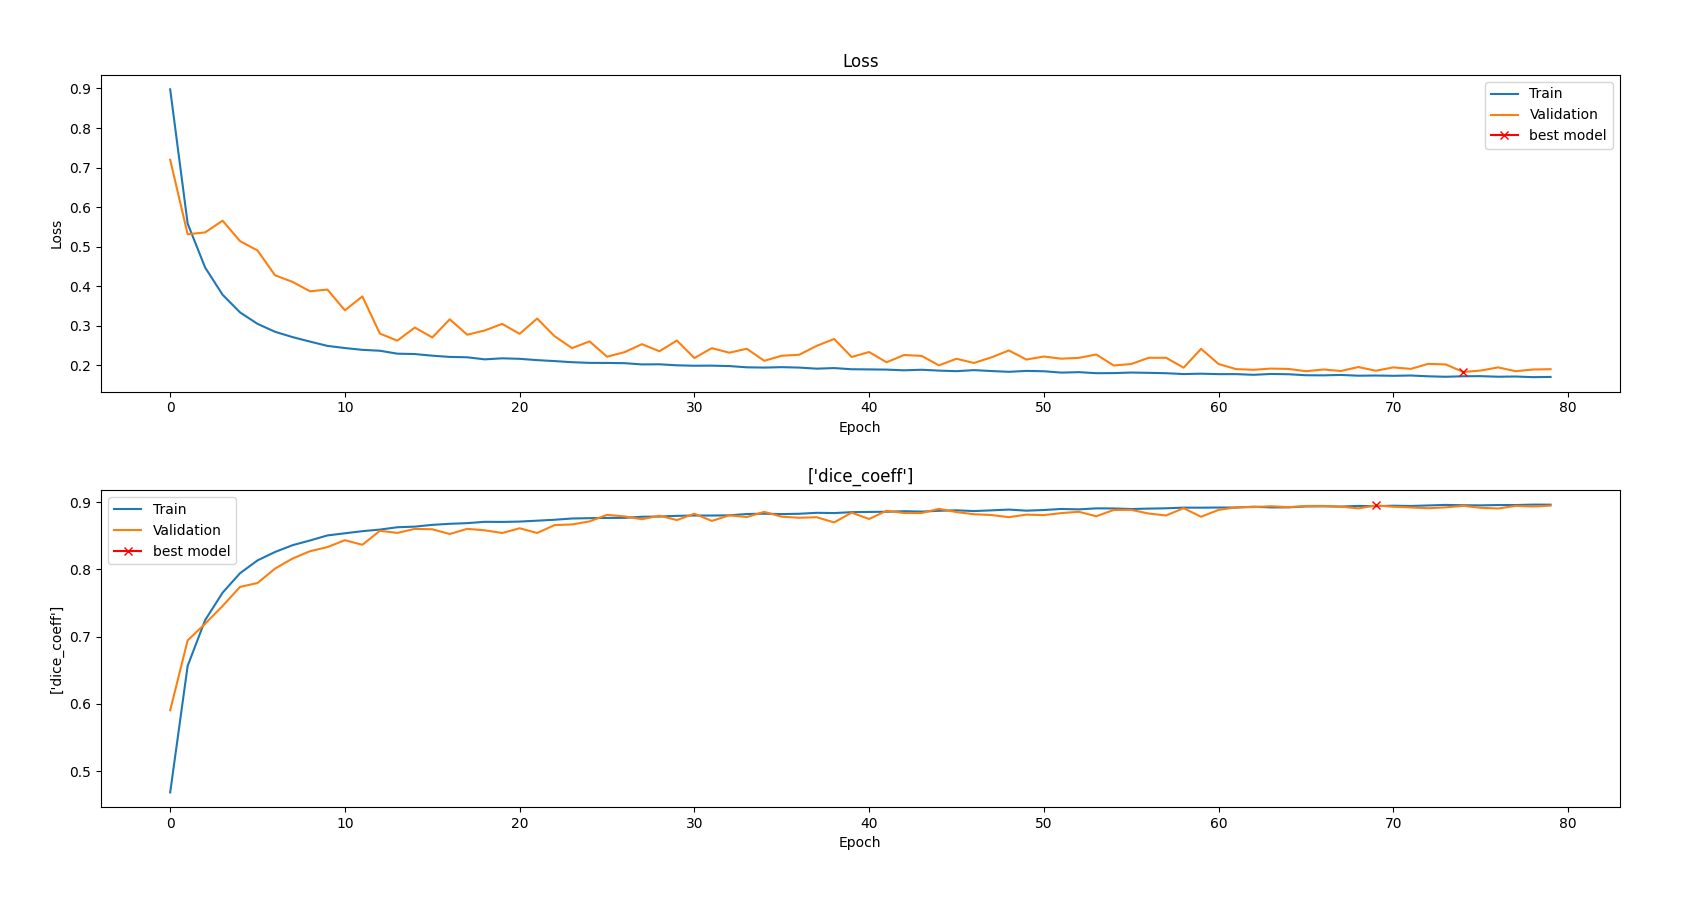 Loss
Loss
0.9
0.8
0.7
0.6
0.5
0.4
0.3
0.2
Train
Validation
best model
0 10 20 30 40 50 60 70 80
Epoch
['dice_coeff']
['dice_coeff']
0.9
0.8
0.7
0.6
0.5
Train
Validation
best model
0 10 20 30 40 50 60 70 80
Epoch